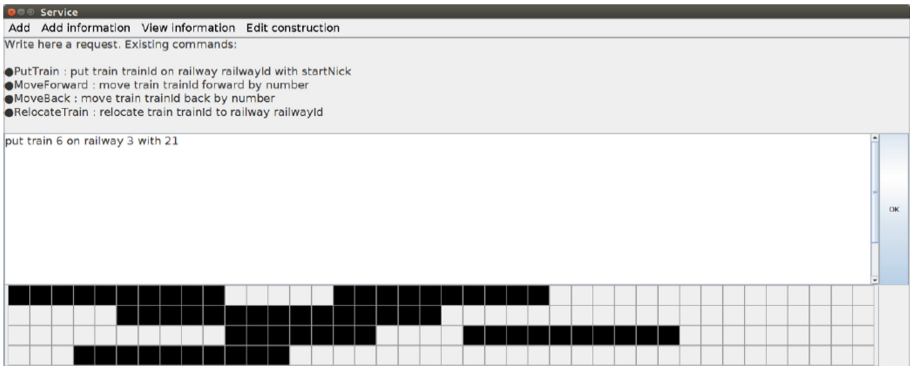 Service
Add Add information View information Edit construction
Write here a request. Existing commands:
●PutTrain : put train trainId on railway railwayId with startNick
●MoveForward : move train trainId forward by number
●MoveBack : move train trainId back by number
●RelocateTrain : relocate train trainId to railway railwayId
put train 6 on railway 3 with 21
OK